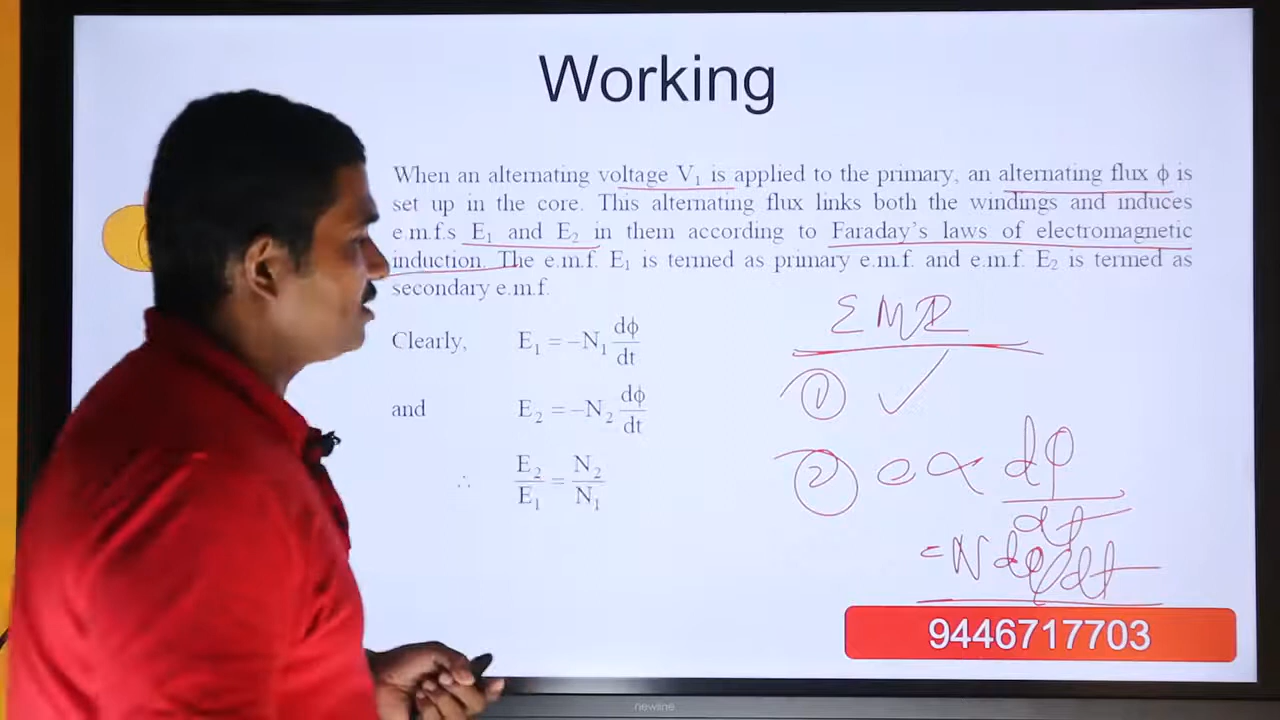 Working
When an alternating voltage V₁ is applied to the primary, an alternating flux ϕ is
set up in the core. This alternating flux links both the windings and induces
e.m.f.s E₁ and E₂ in them according to Faraday's laws of electromagnetic
induction. The e.m.f. E₁ is termed as primary e.m.f. and e.m.f. E₂ is termed as
secondary e.m.f.
Clearly, E₁ = −N₁ dϕ/dt
and E₂ = −N₂ dϕ/dt
∴ E₂/E₁ = N₂/N₁
①
② e ∝ dϕ/dt
= N dϕ/dt
9446717703
newline